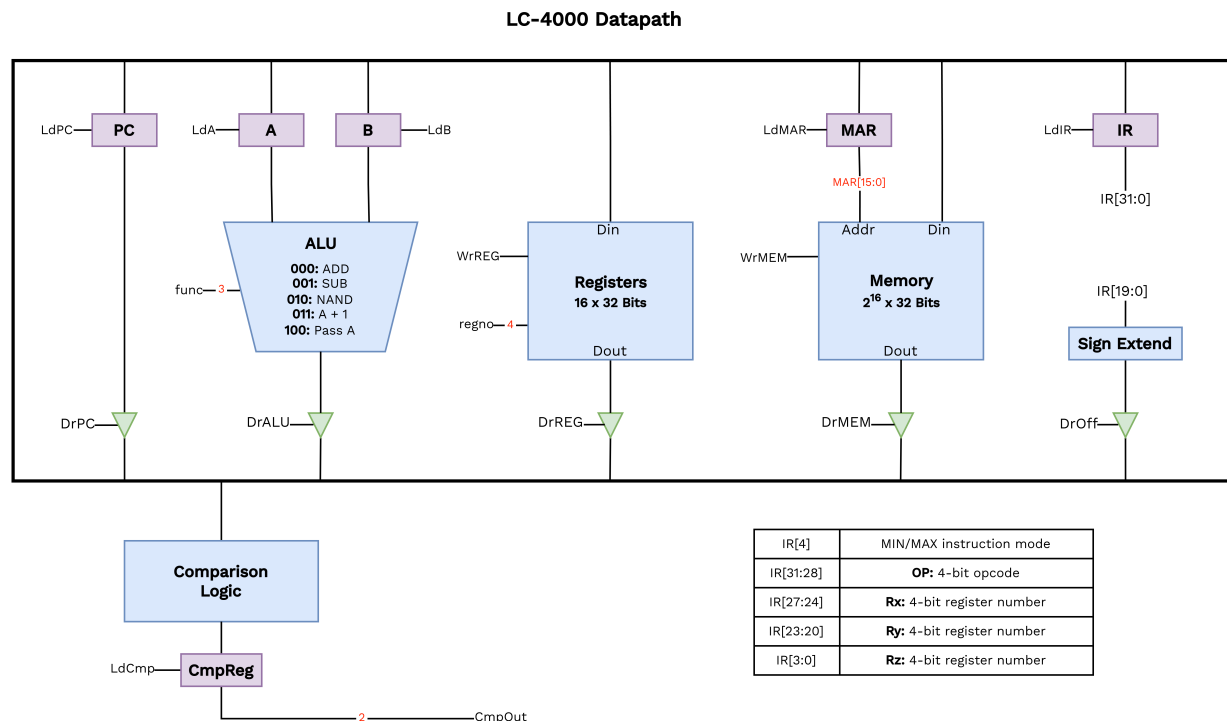 LC-4000 Datapath
LdPC
PC
LdA
A
B
LdB
LdMAR
MAR
LdIR
IR
MAR[15:0]
IR[31:0]
ALU
000: ADD
001: SUB
010: NAND
011: A + 1
100: Pass A
func
3
Din
WrREG
Registers
16 x 32 Bits
regno
4
Dout
Addr
Din
WrMEM
Memory
2^16 x 32 Bits
Dout
IR[19:0]
Sign Extend
DrPC
DrALU
DrREG
DrMEM
DrOff
Comparison
Logic
LdCmp
CmpReg
2
CmpOut
IR[4] MIN/MAX instruction mode
IR[31:28] OP: 4-bit opcode
IR[27:24] Rx: 4-bit register number
IR[23:20] Ry: 4-bit register number
IR[3:0] Rz: 4-bit register number